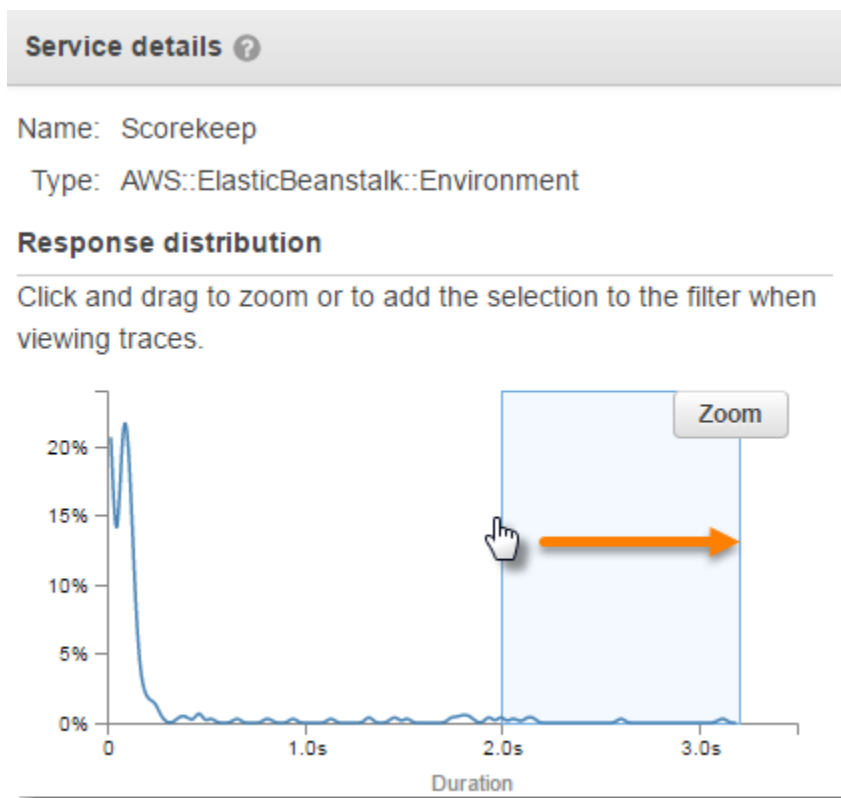 Service details ?
Name: Scorekeep
Type: AWS::ElasticBeanstalk::Environment
Response distribution
Click and drag to zoom or to add the selection to the filter when
viewing traces.
Zoom
20%
15%
10%
5%
0%
0 1.0s 2.0s 3.0s
Duration